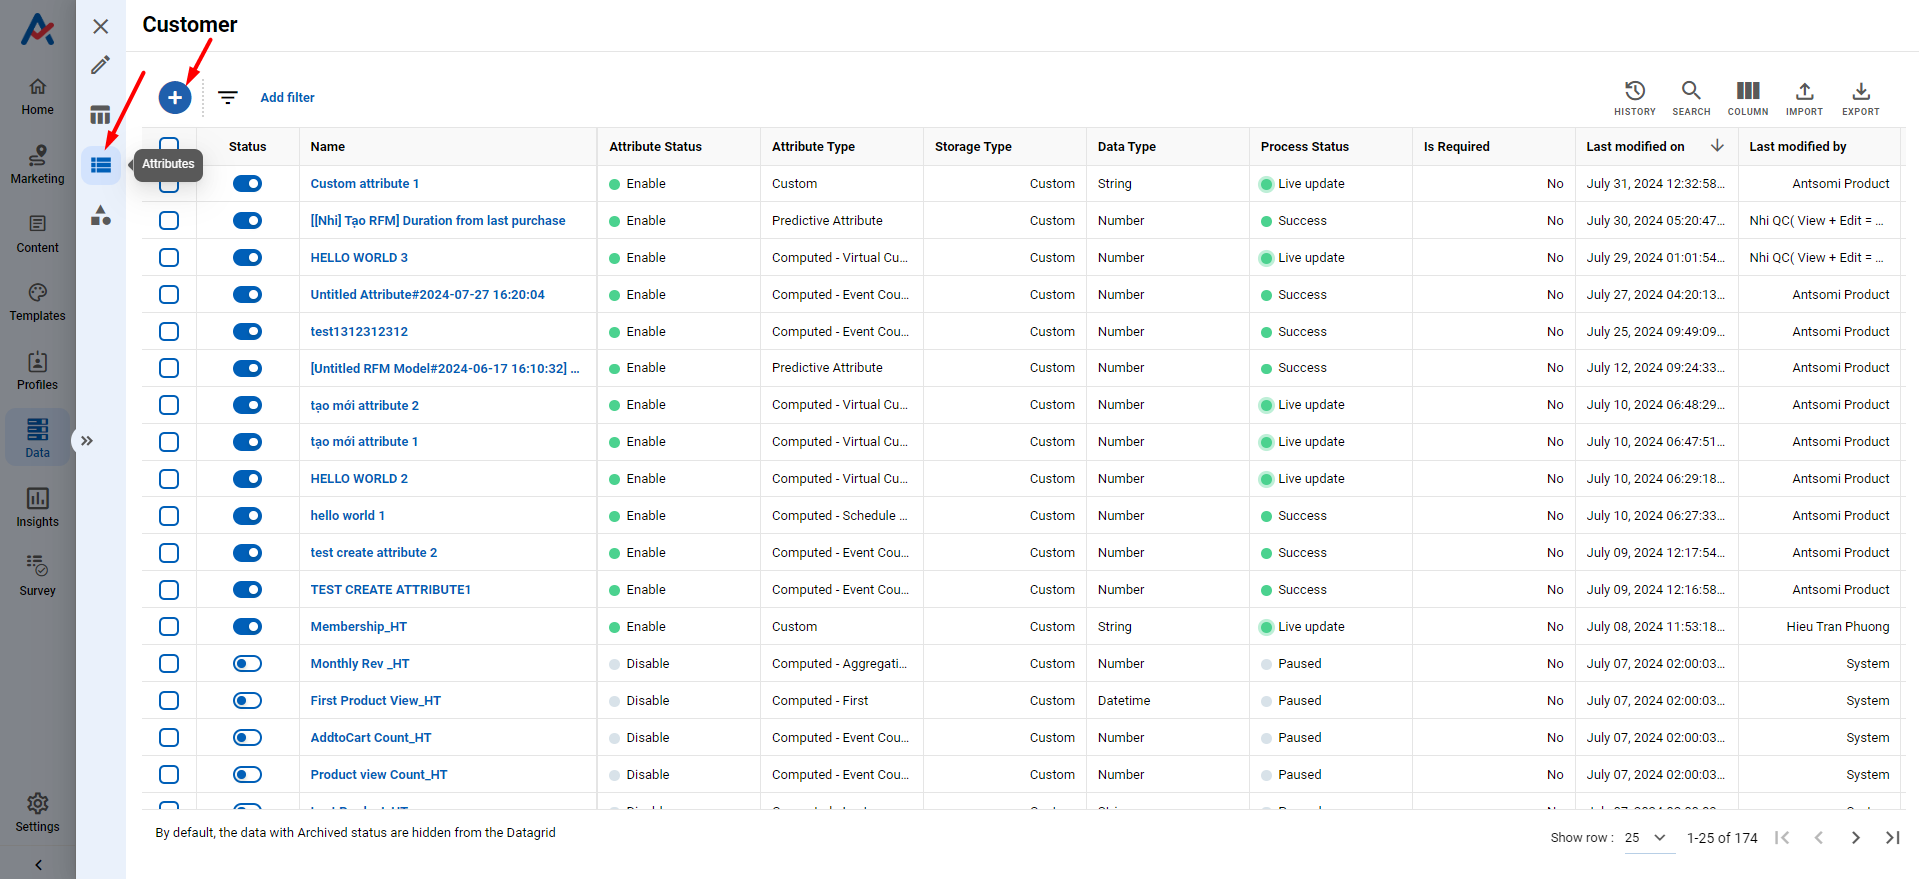 Customer
Home
Marketing
Content
Templates
Profiles
Data
Insights
Survey
Settings
Attributes
Add filter
HISTORY SEARCH COLUMN IMPORT EXPORT
Status Name Attribute Status Attribute Type Storage Type Data Type Process Status Is Required Last modified on Last modified by
Custom attribute 1 Enable Custom Custom String Live update No July 31, 2024 12:32:58... Antsomi Product
[[Nhi] Tạo RFM] Duration from last purchase Enable Predictive Attribute Custom Number Success No July 30, 2024 05:20:47... Nhi QC( View + Edit = ...
HELLO WORLD 3 Enable Computed - Virtual Cu... Custom Number Live update No July 29, 2024 01:01:54... Nhi QC( View + Edit = ...
Untitled Attribute#2024-07-27 16:20:04 Enable Computed - Event Cou... Custom Number Success No July 27, 2024 04:20:13... Antsomi Product
test1312312312 Enable Computed - Event Cou... Custom Number Success No July 25, 2024 09:49:09... Antsomi Product
[Untitled RFM Model#2024-06-17 16:10:32] ... Enable Predictive Attribute Custom Number Success No July 12, 2024 09:24:33... Antsomi Product
tạo mới attribute 2 Enable Computed - Virtual Cu... Custom Number Live update No July 10, 2024 06:48:29... Antsomi Product
tạo mới attribute 1 Enable Computed - Virtual Cu... Custom Number Live update No July 10, 2024 06:47:51... Antsomi Product
HELLO WORLD 2 Enable Computed - Virtual Cu... Custom Number Live update No July 10, 2024 06:29:18... Antsomi Product
hello world 1 Enable Computed - Schedule ... Custom Number Success No July 10, 2024 06:27:33... Antsomi Product
test create attribute 2 Enable Computed - Event Cou... Custom Number Success No July 09, 2024 12:17:54... Antsomi Product
TEST CREATE ATTRIBUTE1 Enable Computed - Event Cou... Custom Number Success No July 09, 2024 12:16:58... Antsomi Product
Membership_HT Enable Custom Custom String Live update No July 08, 2024 11:53:18... Hieu Tran Phuong
Monthly Rev _HT Disable Computed - Aggregati... Custom Number Paused No July 07, 2024 02:00:03... System
First Product View_HT Disable Computed - First Custom Datetime Paused No July 07, 2024 02:00:03... System
AddtoCart Count_HT Disable Computed - Event Cou... Custom Number Paused No July 07, 2024 02:00:03... System
Product view Count_HT Disable Computed - Event Cou... Custom Number Paused No July 07, 2024 02:00:03... System
By default, the data with Archived status are hidden from the Datagrid
Show row : 25 1-25 of 174